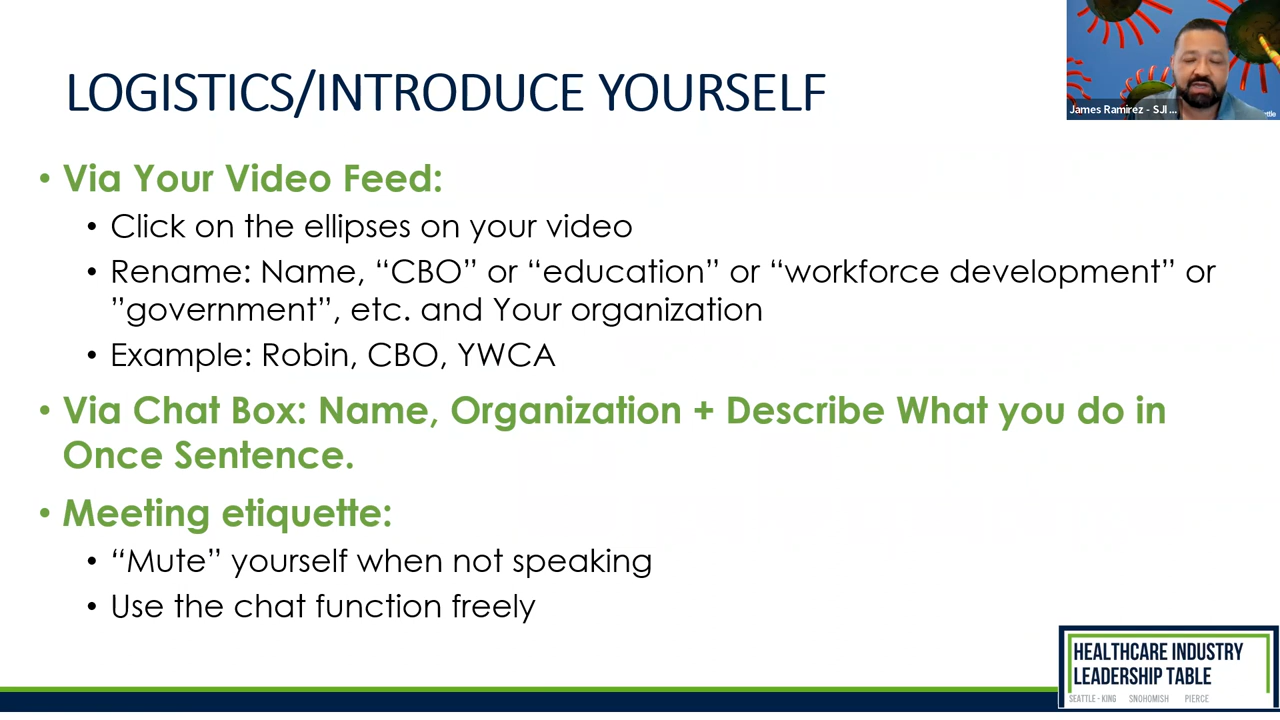 LOGISTICS/INTRODUCE YOURSELF
James Ramirez - SJI ...
• Via Your Video Feed:
• Click on the ellipses on your video
• Rename: Name, “CBO” or “education” or “workforce development” or
”government”, etc. and Your organization
• Example: Robin, CBO, YWCA
• Via Chat Box: Name, Organization + Describe What you do in
Once Sentence.
• Meeting etiquette:
• “Mute” yourself when not speaking
• Use the chat function freely
HEALTHCARE INDUSTRY
LEADERSHIP TABLE
SEATTLE - KING SNOHOMISH PIERCE